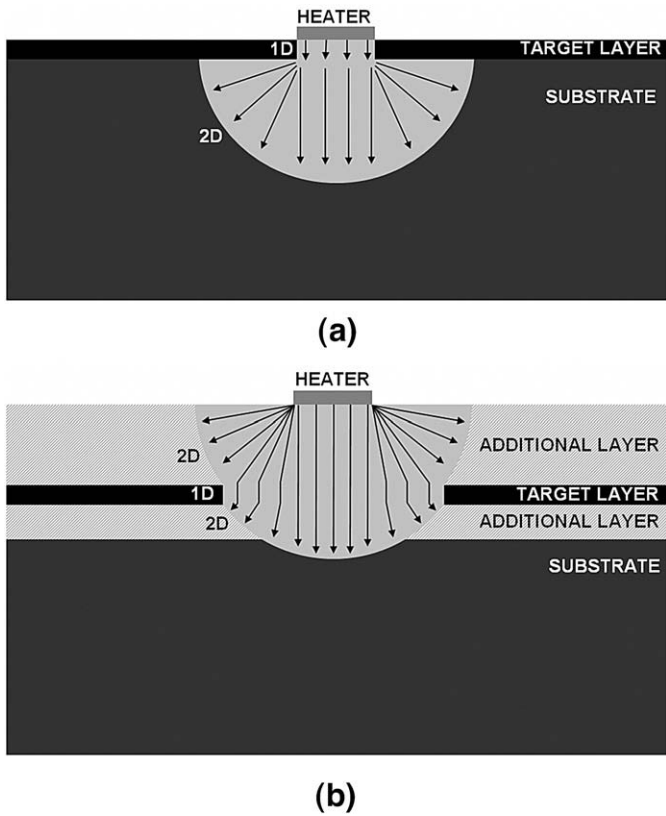 HEATER
1D
TARGET LAYER
SUBSTRATE
2D
(a)
HEATER
2D
ADDITIONAL LAYER
1D
TARGET LAYER
2D
ADDITIONAL LAYER
SUBSTRATE
(b)